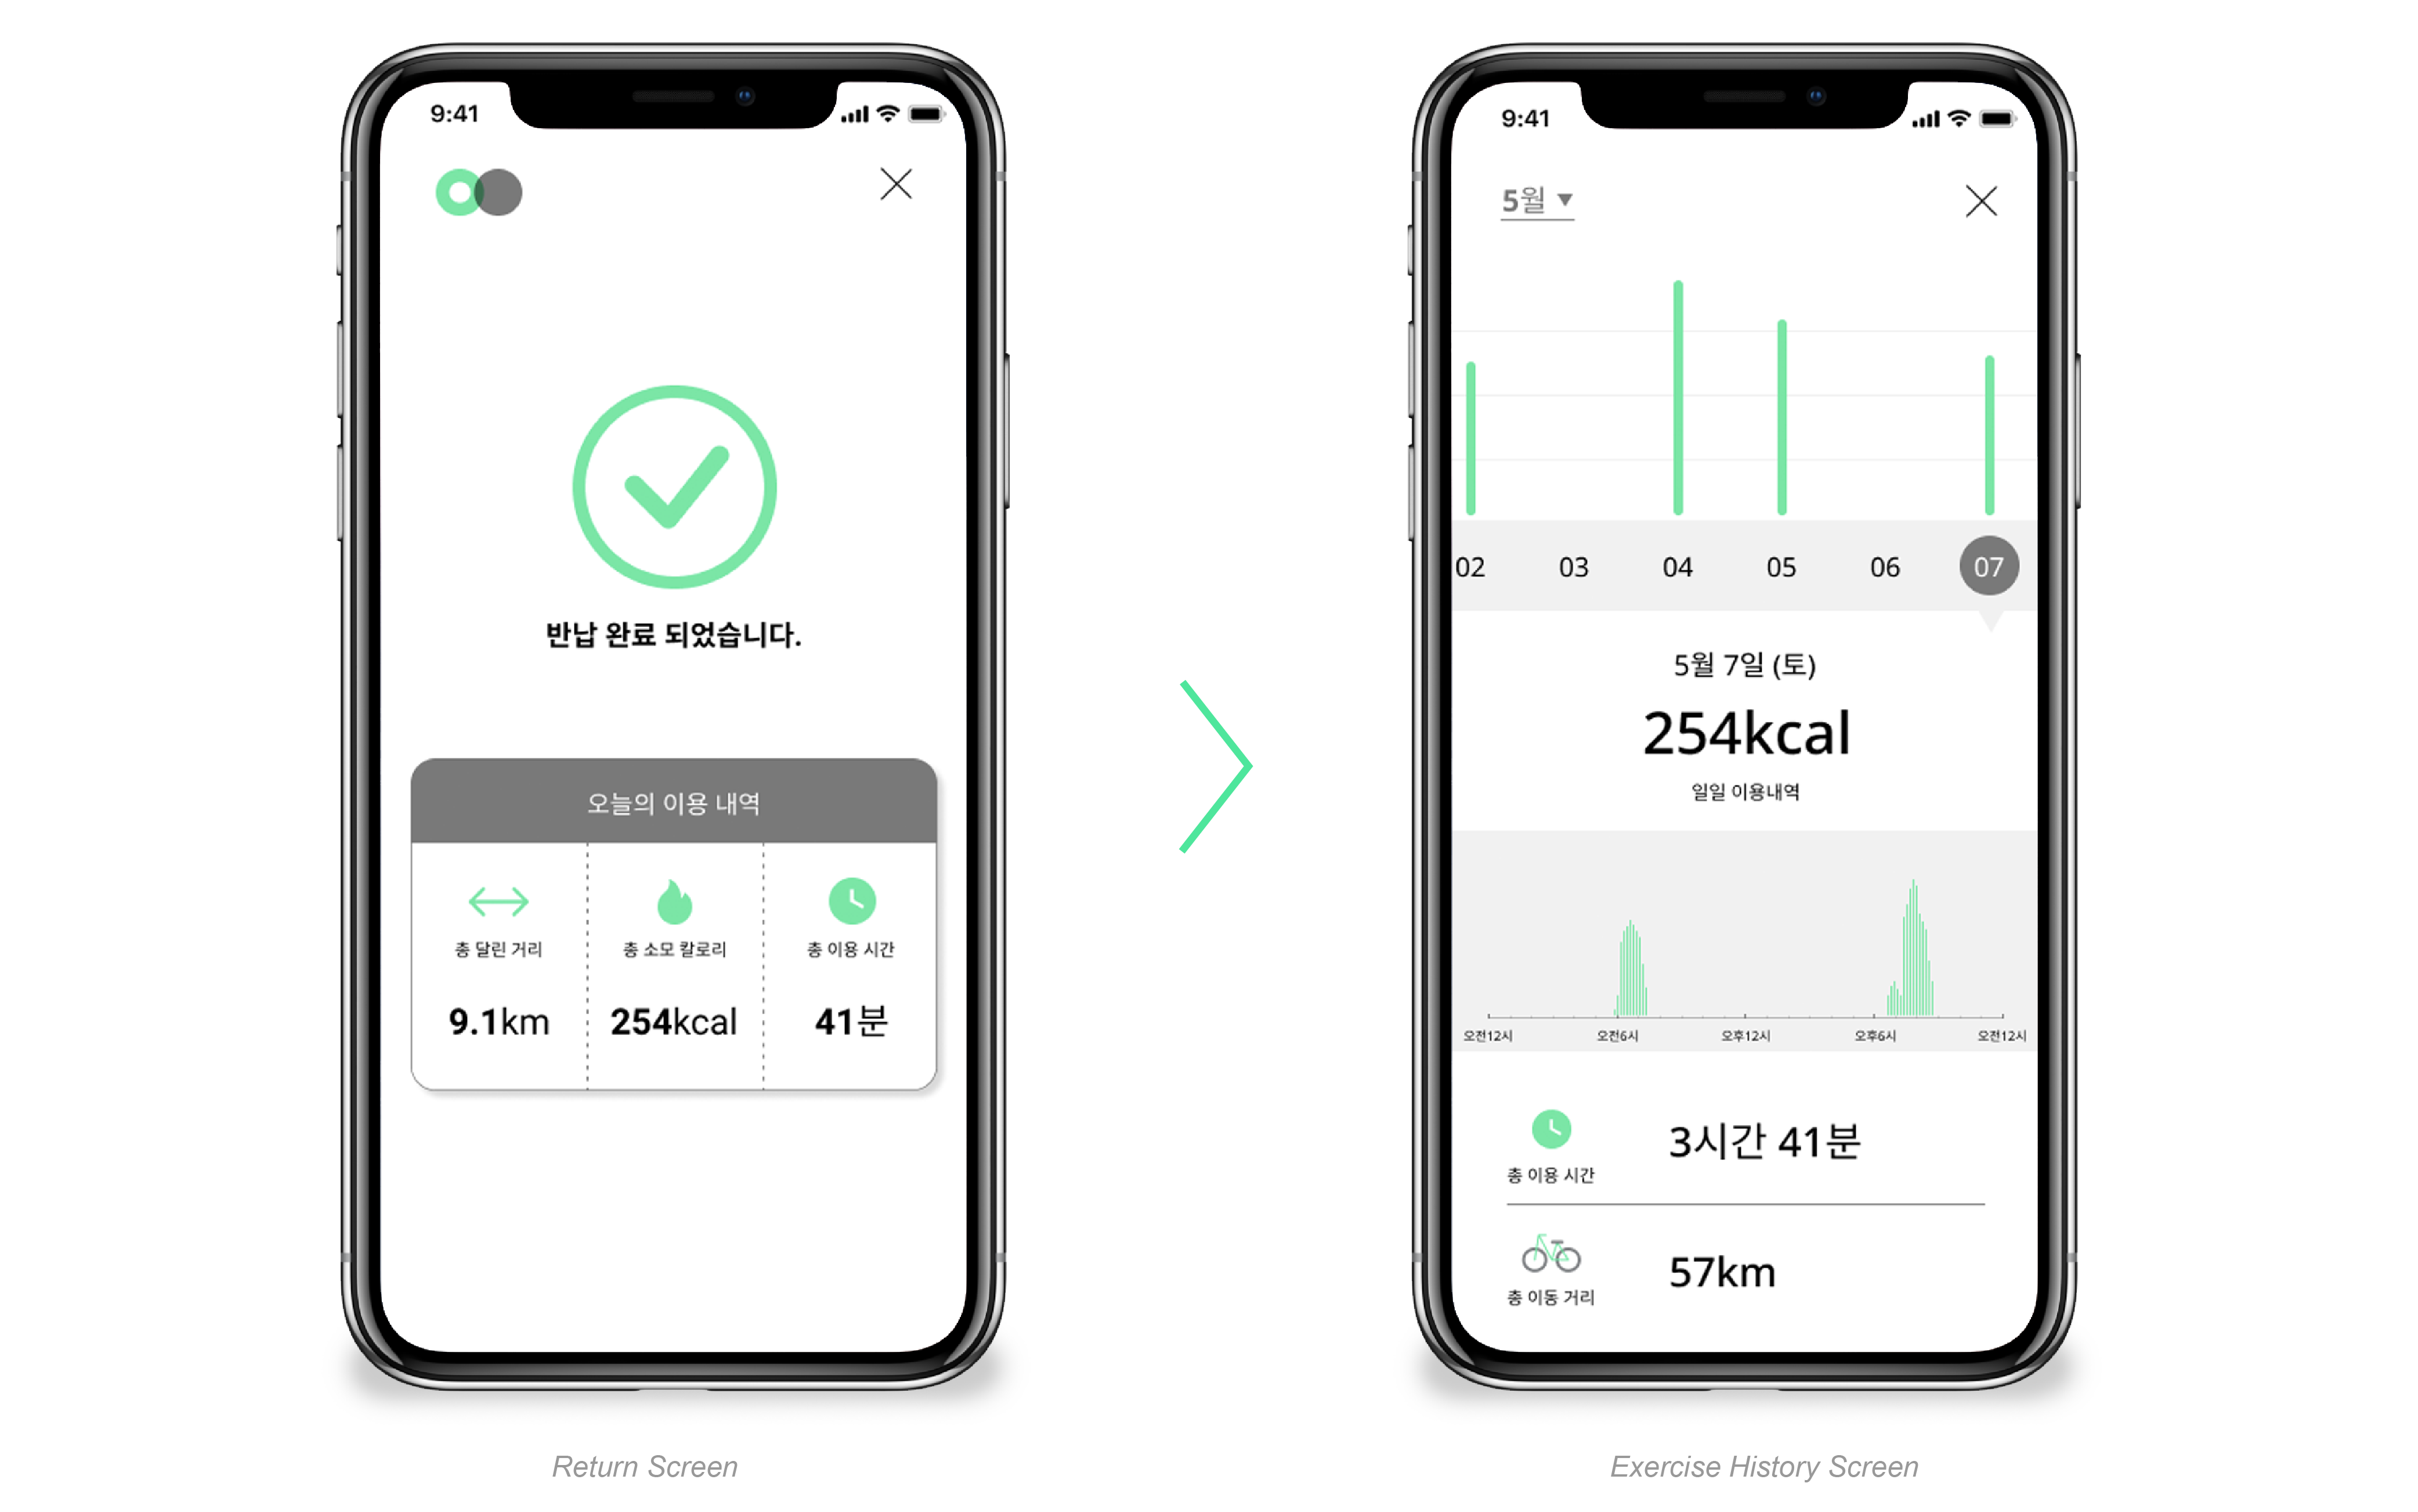 9:41
반납 완료 되었습니다.
오늘의 이용 내역
총 달린 거리 총 소모 칼로리 총 이용 시간
9.1km 254kcal 41분
Return Screen
9:41
5월 ▼
02 03 04 05 06 07
5월 7일 (토)
254kcal
일일 이용내역
오전12시 오전6시 오후12시 오후6시 오전12시
3시간 41분
총 이용 시간
57km
총 이동 거리
Exercise History Screen